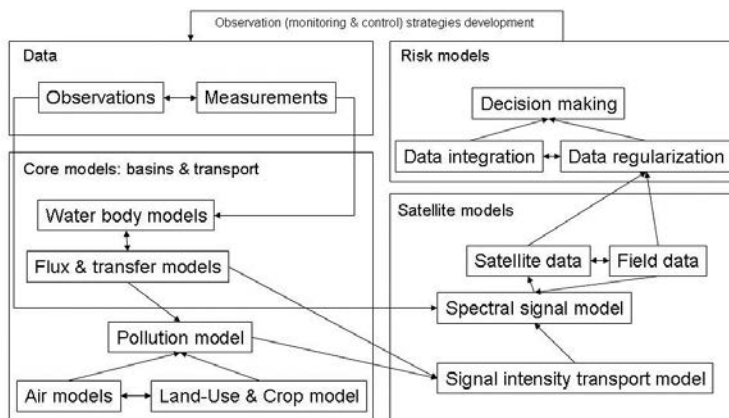 Observation (monitoring & control) strategies development
Data
Observations
Measurements
Core models: basins & transport
Water body models
Flux & transfer models
Pollution model
Air models
Land-Use & Crop model
Risk models
Decision making
Data integration
Data regularization
Satellite models
Satellite data
Field data
Spectral signal model
Signal intensity transport model